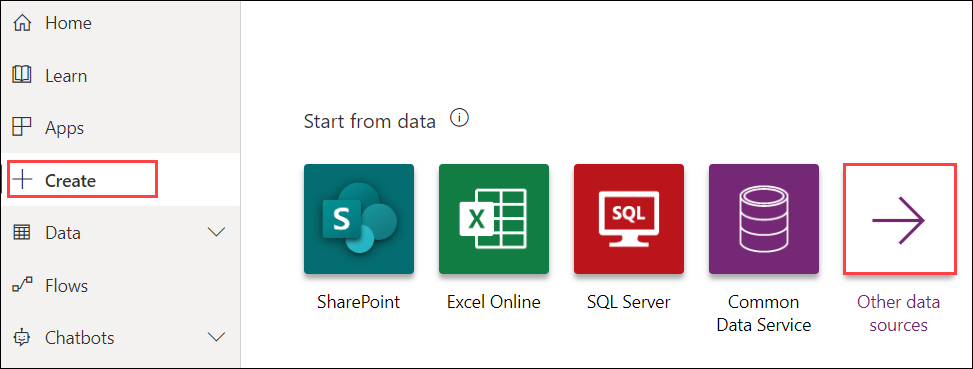 Home
Learn
Apps
Create
Data
Flows
Chatbots
Start from data
S
X
SQL
SharePoint
Excel Online
SQL Server
Common
Data Service
Other data
sources